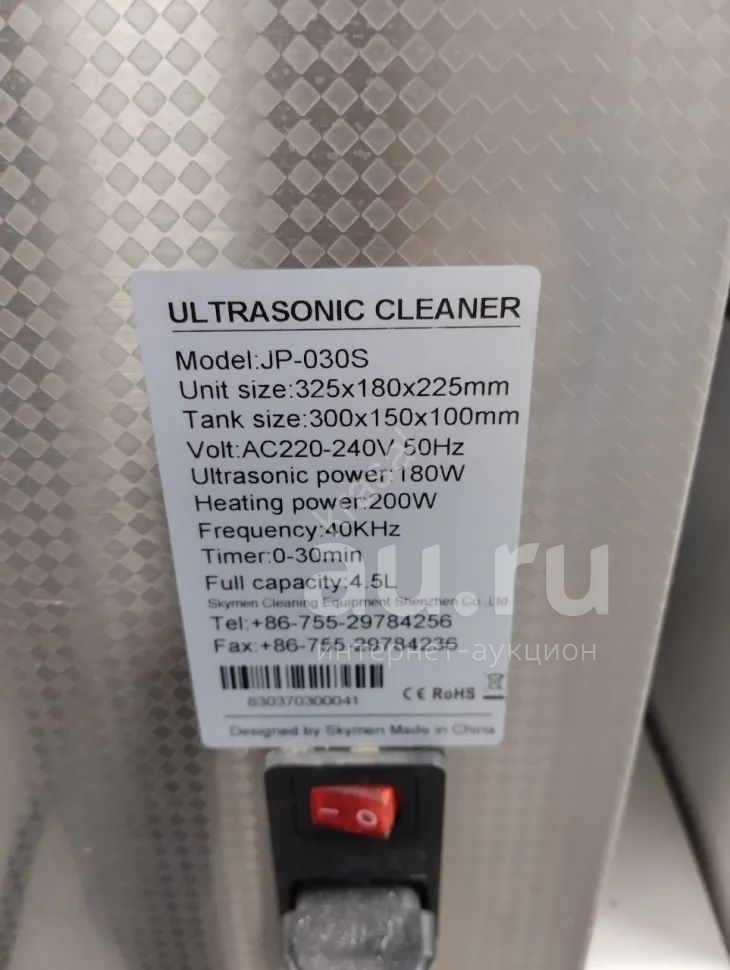 ULTRASONIC CLEANER
Model:JP-030S
Unit size:325x180x225mm
Tank size:300x150x100mm
Volt:AC220-240V 50Hz
Ultrasonic power:180W
Heating power:200W
Frequency:40KHz
Timer:0-30min
Full capacity:4.5L
Skymen Cleaning Equipment Shenzhen Co.,Ltd
Tel:+86-755-29784256
Fax:+86-755-29784236
830370300041
CE RoHS
Designed by Skymen Made in China
au.ru
интернет-аукцион